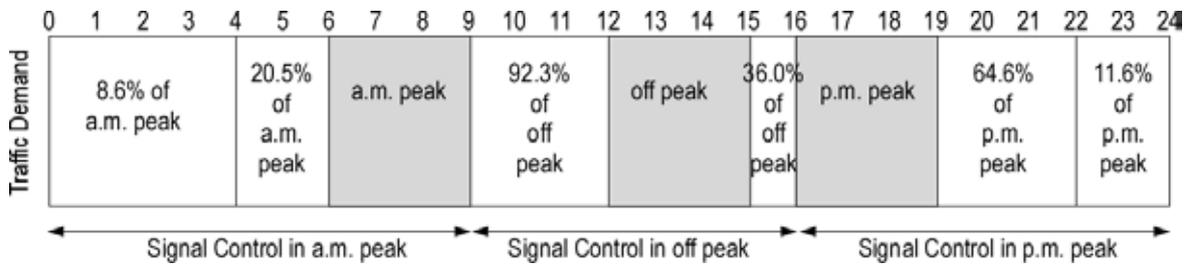 0 1 2 3 4 5 6 7 8 9 10 11 12 13 14 15 16 17 18 19 20 21 22 23 24
Traffic Demand
8.6% of
a.m. peak
20.5%
of
a.m.
peak
a.m. peak
92.3%
of
off
peak
off peak
36.0%
of
off
peak
p.m. peak
64.6%
of
p.m.
peak
11.6%
of
p.m.
peak
Signal Control in a.m. peak
Signal Control in off peak
Signal Control in p.m. peak